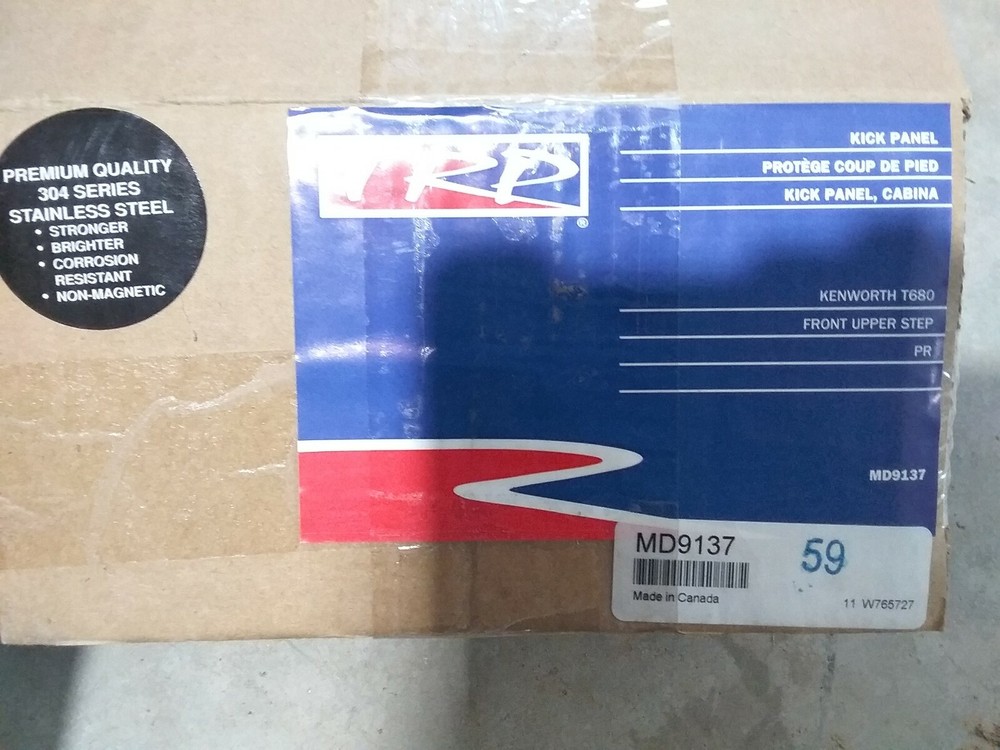 PREMIUM QUALITY
304 SERIES
STAINLESS STEEL
• STRONGER
• BRIGHTER
• CORROSION
RESISTANT
• NON-MAGNETIC
TRP
®
KICK PANEL
PROTÈGE COUP DE PIED
KICK PANEL, CABINA
KENWORTH T680
FRONT UPPER STEP
PR
MD9137
MD9137
59
Made in Canada
11 W765727